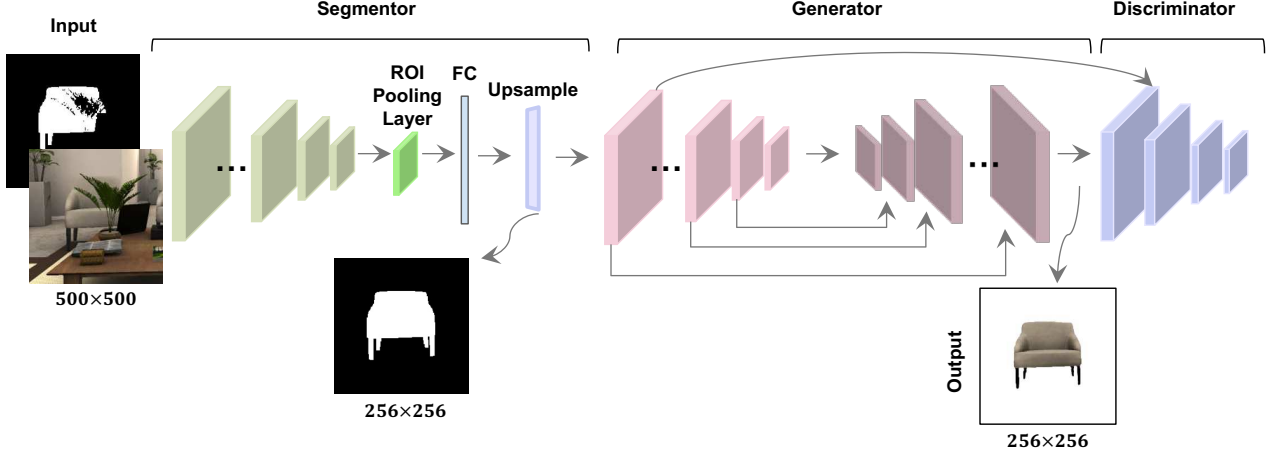 Segmentor
Generator
Discriminator
Input
ROI
Pooling
Layer
FC
Upsample
...
...
...
500×500
256×256
Output
256×256